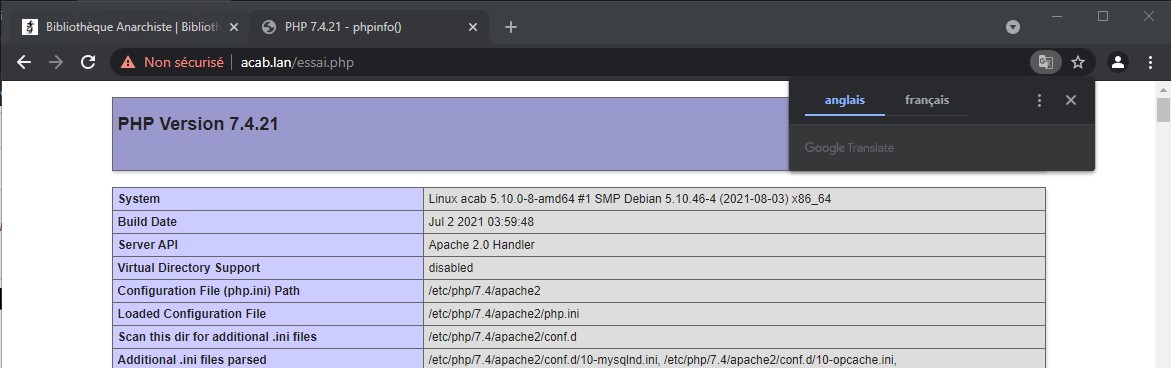 Bibliothèque Anarchiste | Biblioth
PHP 7.4.21 - phpinfo()
Non sécurisé
acab.lan/essai.php
anglais
français
Google Translate
PHP Version 7.4.21
System
Linux acab 5.10.0-8-amd64 #1 SMP Debian 5.10.46-4 (2021-08-03) x86_64
Build Date
Jul 2 2021 03:59:48
Server API
Apache 2.0 Handler
Virtual Directory Support
disabled
Configuration File (php.ini) Path
/etc/php/7.4/apache2
Loaded Configuration File
/etc/php/7.4/apache2/php.ini
Scan this dir for additional .ini files
/etc/php/7.4/apache2/conf.d
Additional .ini files parsed
/etc/php/7.4/apache2/conf.d/10-mysqlnd.ini, /etc/php/7.4/apache2/conf.d/10-opcache.ini,